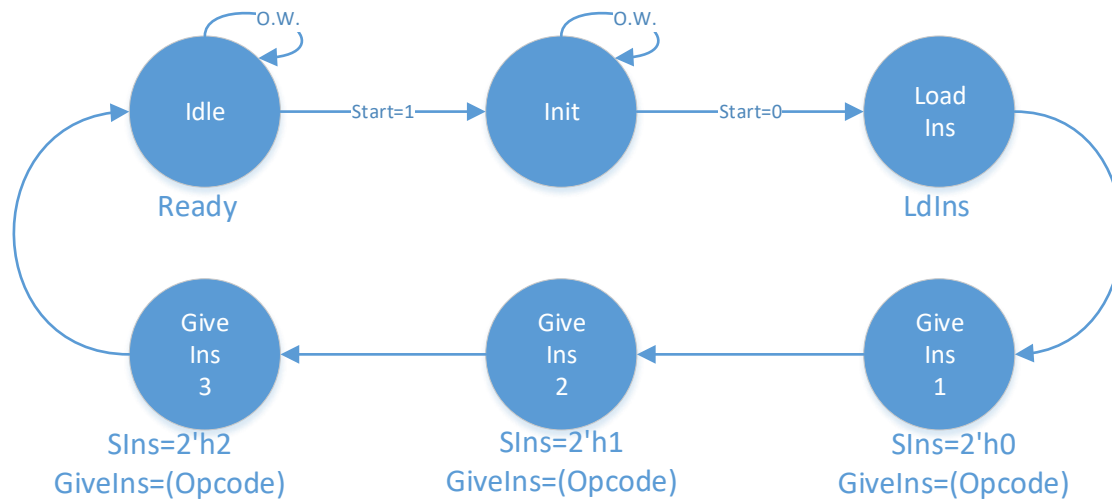 O.W.
O.W.
Idle
Start=1
Init
Start=0
Load
Ins
Ready
LdIns
Give
Ins
3
Give
Ins
2
Give
Ins
1
SIns=2'h2
GiveIns=(Opcode)
SIns=2'h1
GiveIns=(Opcode)
SIns=2'h0
GiveIns=(Opcode)